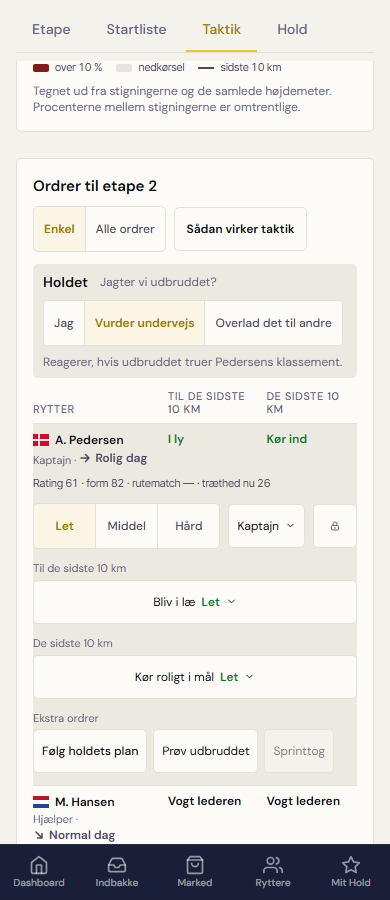 Etape Startliste Taktik Hold
over 10 % nedkørsel sidste 10 km
Tegnet ud fra stigningerne og de samlede højdemeter.
Procenterne mellem stigningerne er omtrentlige.
Ordrer til etape 2
Enkel Alle ordrer Sådan virker taktik
Holdet Jagter vi udbruddet?
Jag Vurder undervejs Overlad det til andre
Reagerer, hvis udbruddet truer Pedersens klassement.
RYTTER TIL DE SIDSTE 10 KM DE SIDSTE 10 KM
A. Pedersen I ly Kør ind
Kaptajn · → Rolig dag
Rating 61 · form 82 · rutematch — · træthed nu 26
Let Middel Hård Kaptajn
Til de sidste 10 km
Bliv i læ Let
De sidste 10 km
Kør roligt i mål Let
Ekstra ordrer
Følg holdets plan Prøv udbruddet Sprinttog
M. Hansen Vogt lederen Vogt lederen
Hjælper ·
↘ Normal dag
Dashboard Indbakke Marked Ryttere Mit Hold